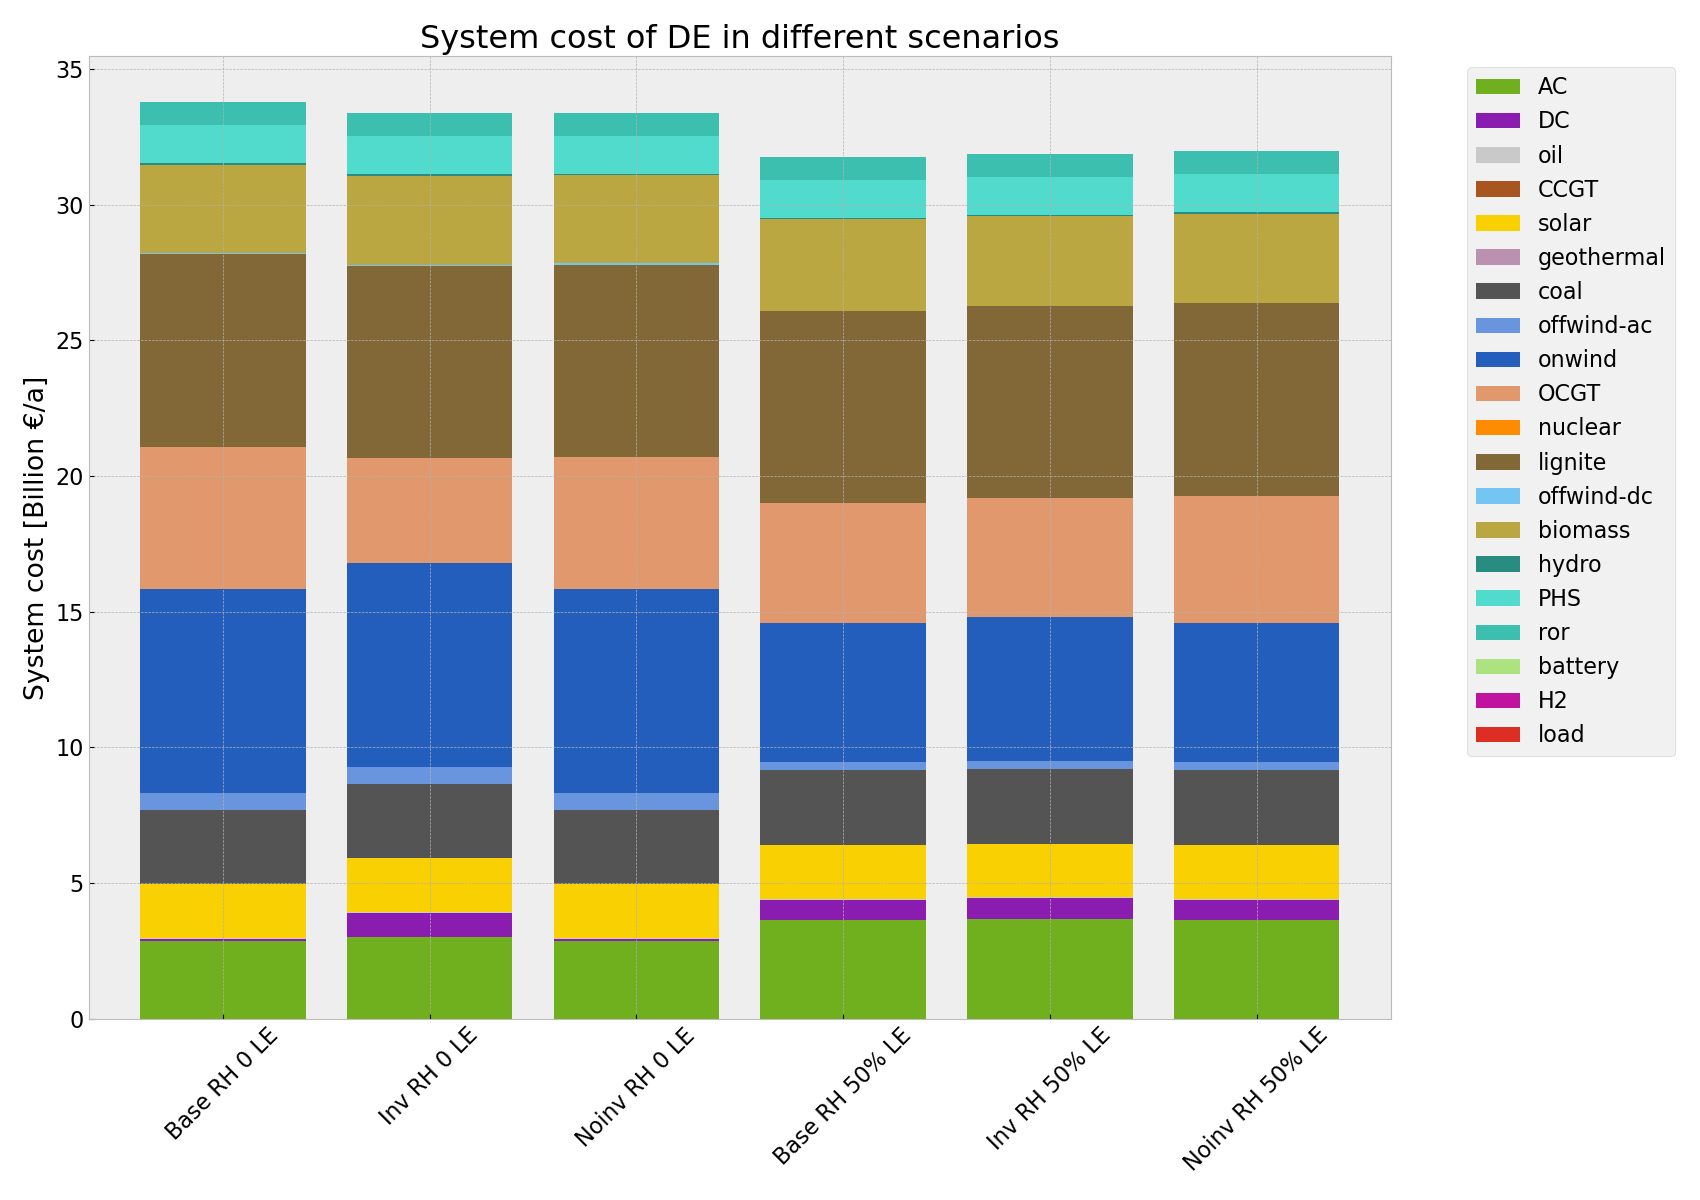 System cost of DE in different scenarios
System cost [Billion €/a]
35
30
25
20
15
10
5
0
Base RH 0 LE
Inv RH 0 LE
Noinv RH 0 LE
Base RH 50% LE
Inv RH 50% LE
Noinv RH 50% LE
AC
DC
oil
CCGT
solar
geothermal
coal
offwind-ac
onwind
OCGT
nuclear
lignite
offwind-dc
biomass
hydro
PHS
ror
battery
H2
load